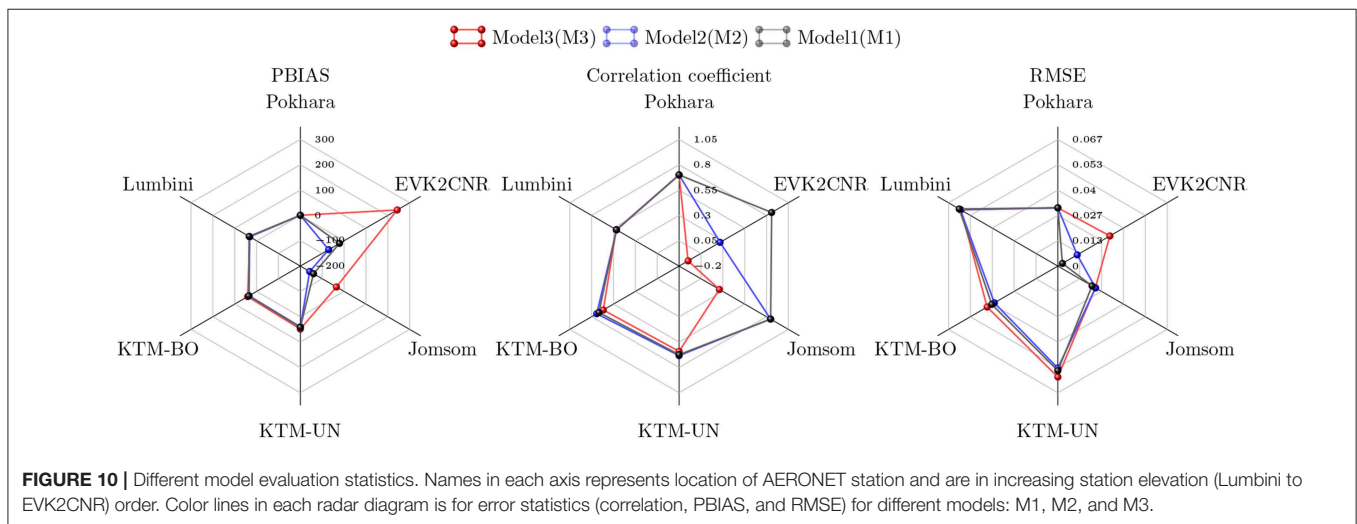 Model3(M3) Model2(M2) Model1(M1)
PBIAS
Pokhara
300
200
100
0
−100
−200
Lumbini
EVK2CNR
KTM-BO
Jomsom
KTM-UN
Correlation coefficient
Pokhara
1.05
0.8
0.55
0.3
0.05
−0.2
Lumbini
EVK2CNR
KTM-BO
Jomsom
KTM-UN
RMSE
Pokhara
0.067
0.053
0.04
0.027
0.013
0
Lumbini
EVK2CNR
KTM-BO
Jomsom
KTM-UN
FIGURE 10 | Different model evaluation statistics. Names in each axis represents location of AERONET station and are in increasing station elevation (Lumbini to
EVK2CNR) order. Color lines in each radar diagram is for error statistics (correlation, PBIAS, and RMSE) for different models: M1, M2, and M3.